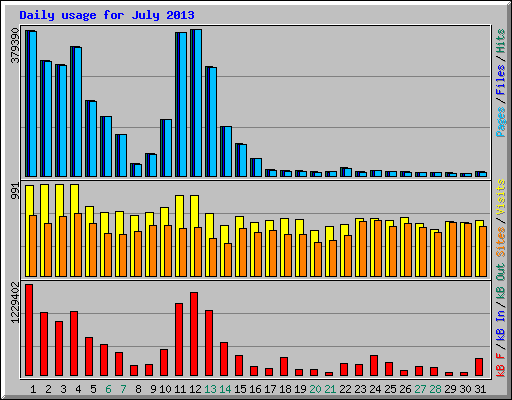 Daily usage for July 2013
379390
Pages / Files / Hits
991
Sites / Visits
1229402
kB F / kB In / kB Out
1 2 3 4 5 6 7 8 9 10 11 12 13 14 15 16 17 18 19 20 21 22 23 24 25 26 27 28 29 30 31